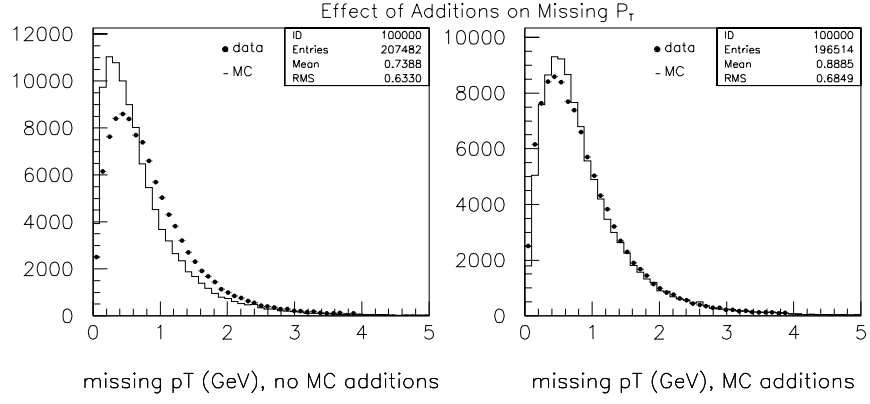 Effect of Additions on Missing P_T
12000
10000
8000
6000
4000
2000
0
0 1 2 3 4 5
data
MC
ID 100000
Entries 207482
Mean 0.7388
RMS 0.6330
missing pT (GeV), no MC additions
10000
8000
6000
4000
2000
0
0 1 2 3 4 5
data
MC
ID 100000
Entries 196514
Mean 0.8885
RMS 0.6849
missing pT (GeV), MC additions